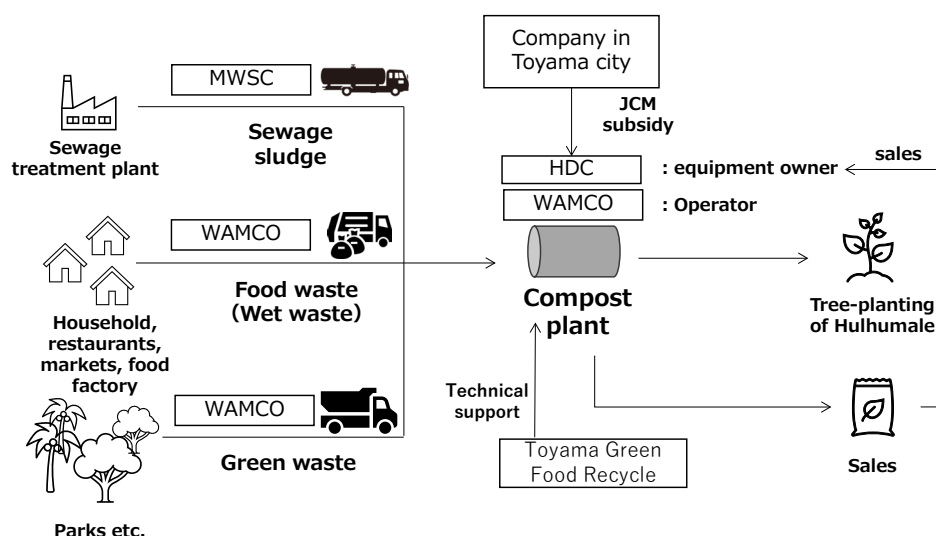 Company in
Toyama city
MWSC
JCM
subsidy
Sewage
sludge
Sewage
treatment plant
HDC
: equipment owner
sales
WAMCO
: Operator
WAMCO
Food waste
(Wet waste)
Compost
plant
Tree-planting
of Hulhumale
Household,
restaurants,
markets, food
factory
Technical
support
WAMCO
Green waste
Toyama Green
Food Recycle
Sales
Parks etc.